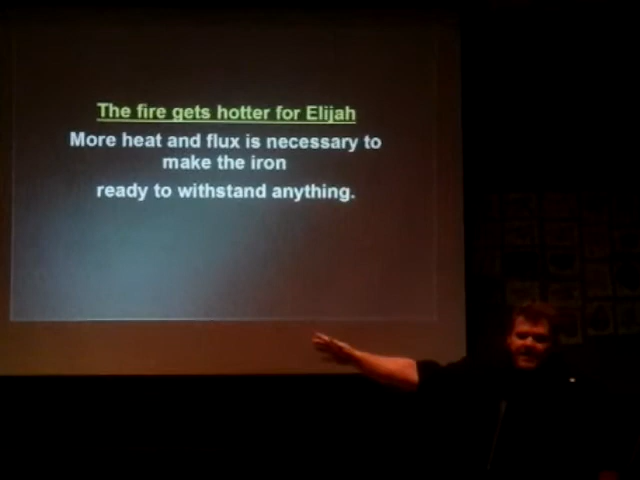 The fire gets hotter for Elijah
More heat and flux is necessary to
make the iron
ready to withstand anything.